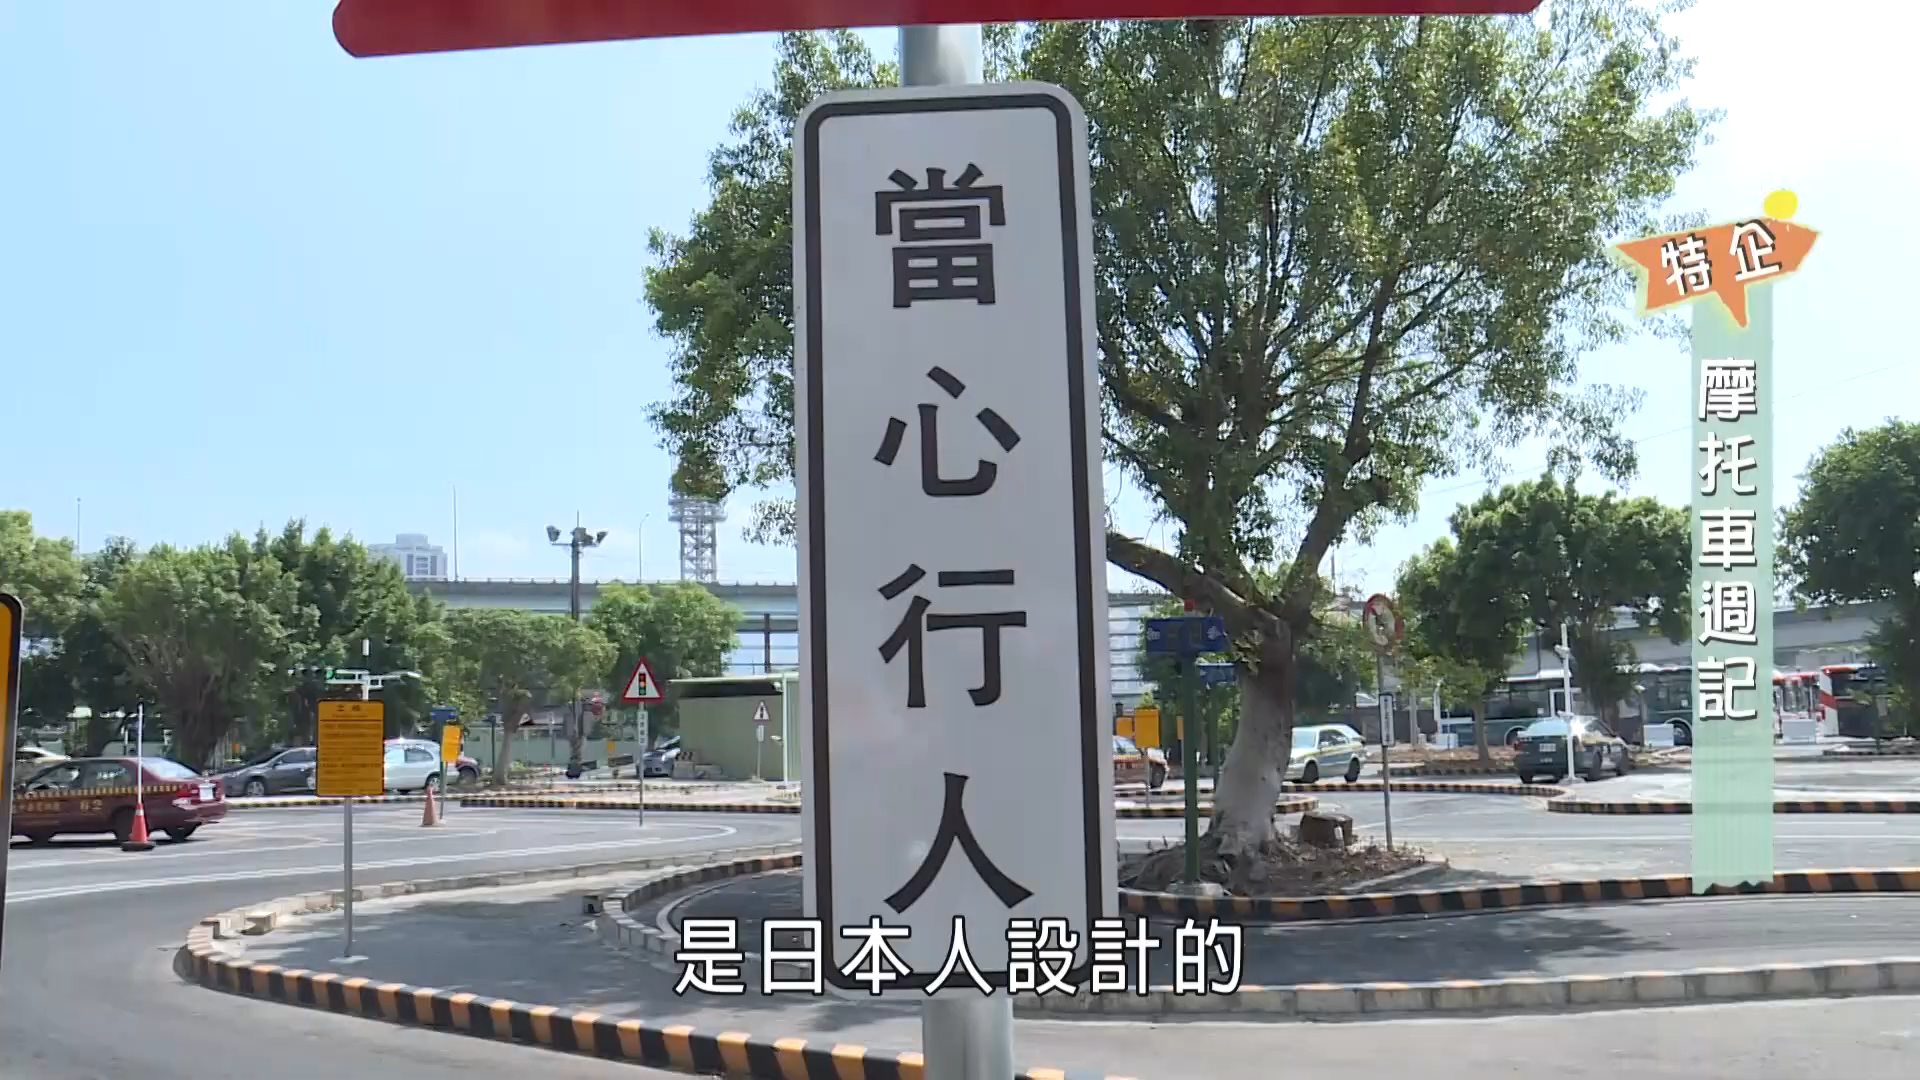 當心行人
特企
摩托車週記
是日本人設計的